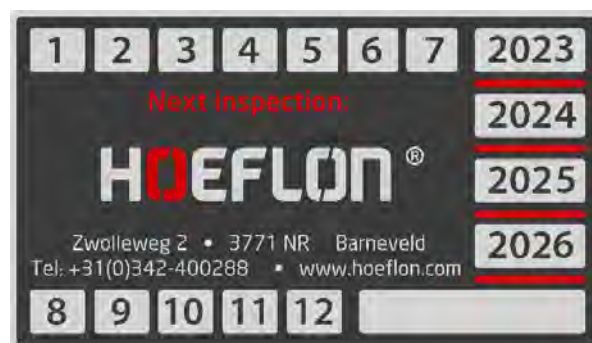 1 2 3 4 5 6 7 2023
Next inspection:
2024
HOEFLON®
2025
Zwolleweg 2 • 3771 NR Barneveld
2026
Tel: +31(0)342-400288 • www.hoeflon.com
8 9 10 11 12